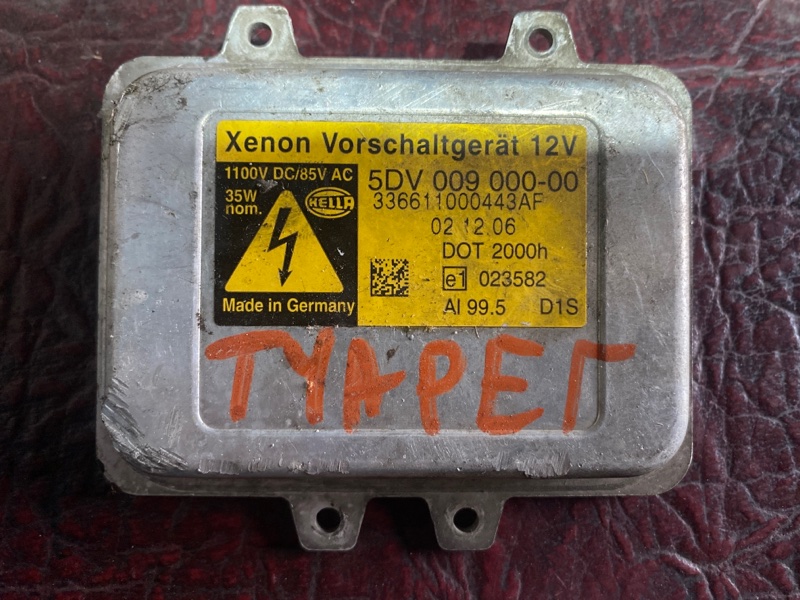 Xenon Vorschaltgerät 12V
1100V DC/85V AC
35W
nom.
HELLA
Made in Germany
5DV 009 000-00
336611000443AF
02 12 06
DOT 2000h
e1 023582
Al 99.5 D1S
ТУАРЕГ